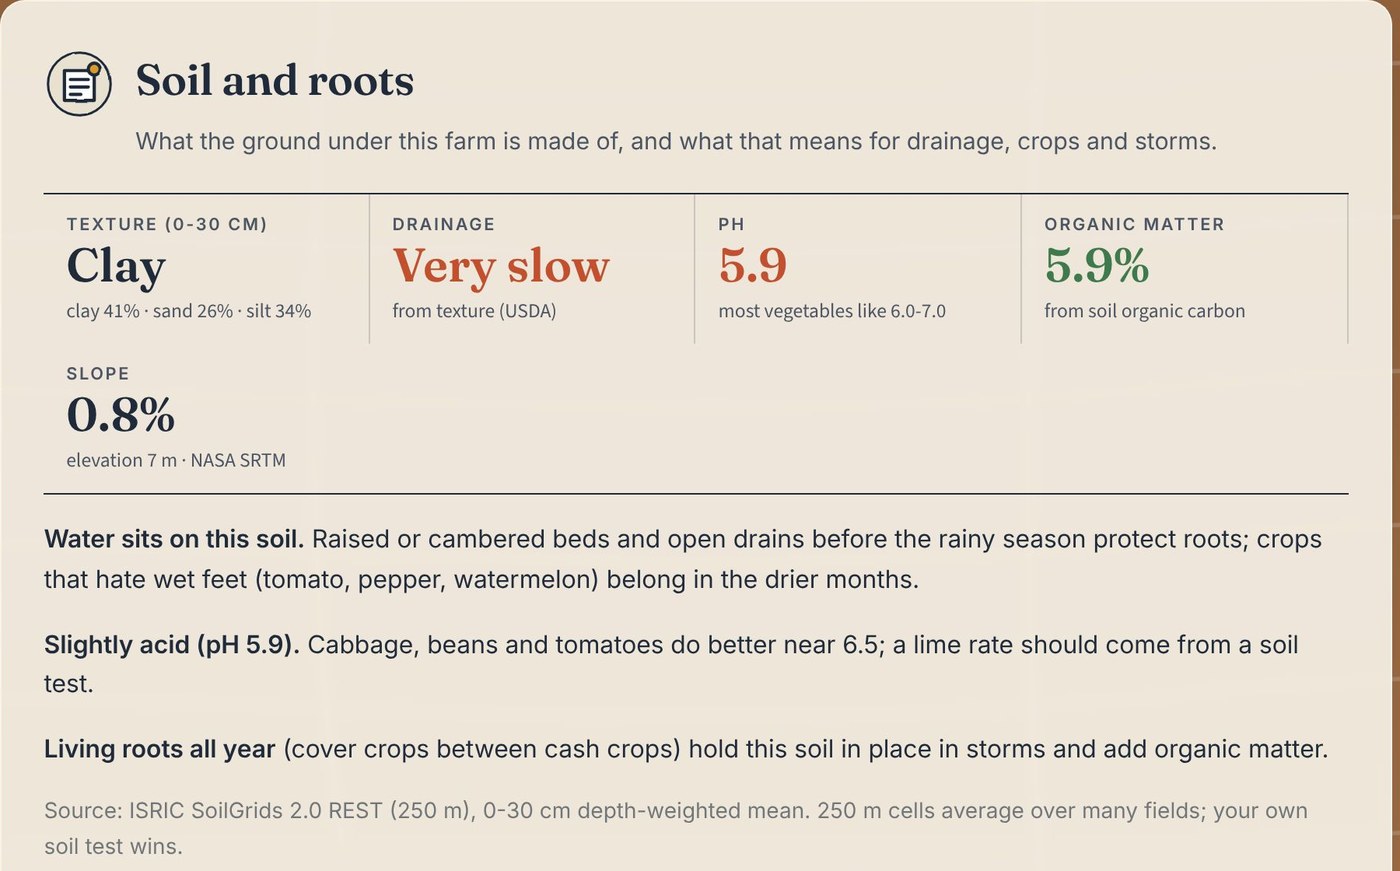 Soil and roots
What the ground under this farm is made of, and what that means for drainage, crops and storms.
TEXTURE (0-30 CM)
Clay
clay 41% · sand 26% · silt 34%
DRAINAGE
Very slow
from texture (USDA)
PH
5.9
most vegetables like 6.0-7.0
ORGANIC MATTER
5.9%
from soil organic carbon
SLOPE
0.8%
elevation 7 m · NASA SRTM
Water sits on this soil. Raised or cambered beds and open drains before the rainy season protect roots; crops
that hate wet feet (tomato, pepper, watermelon) belong in the drier months.
Slightly acid (pH 5.9). Cabbage, beans and tomatoes do better near 6.5; a lime rate should come from a soil
test.
Living roots all year (cover crops between cash crops) hold this soil in place in storms and add organic matter.
Source: ISRIC SoilGrids 2.0 REST (250 m), 0-30 cm depth-weighted mean. 250 m cells average over many fields; your own
soil test wins.